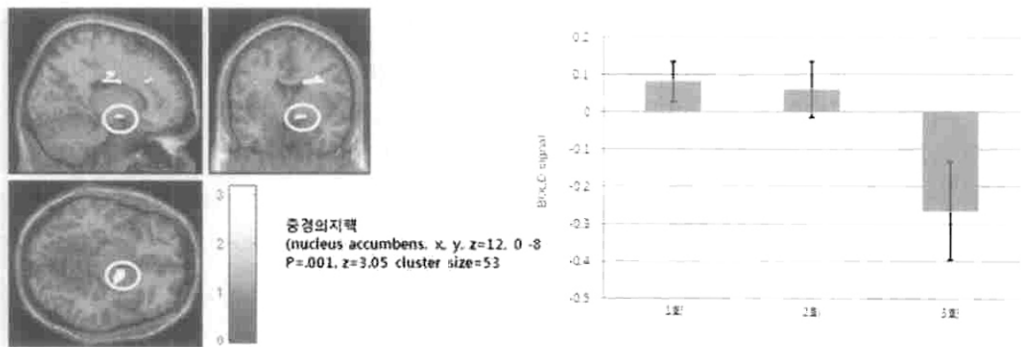 3
2
1
0
중격의지핵
(nucleus accumbens, x, y, z=12, 0 -8
P=.001, z=3.05 cluster size=53
BOLD signal
0.2
0.1
0
-0.1
-0.2
-0.3
-0.4
-0.5
1회
2회
3회